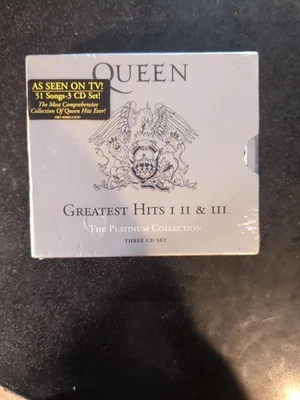 QUEEN
AS SEEN ON TV!
51 Songs-3 CD Set!
The Most Comprehensive
Collection Of Queen Hits Ever!
GREATEST HITS I II & III
THE PLATINUM COLLECTION
THREE CD SET